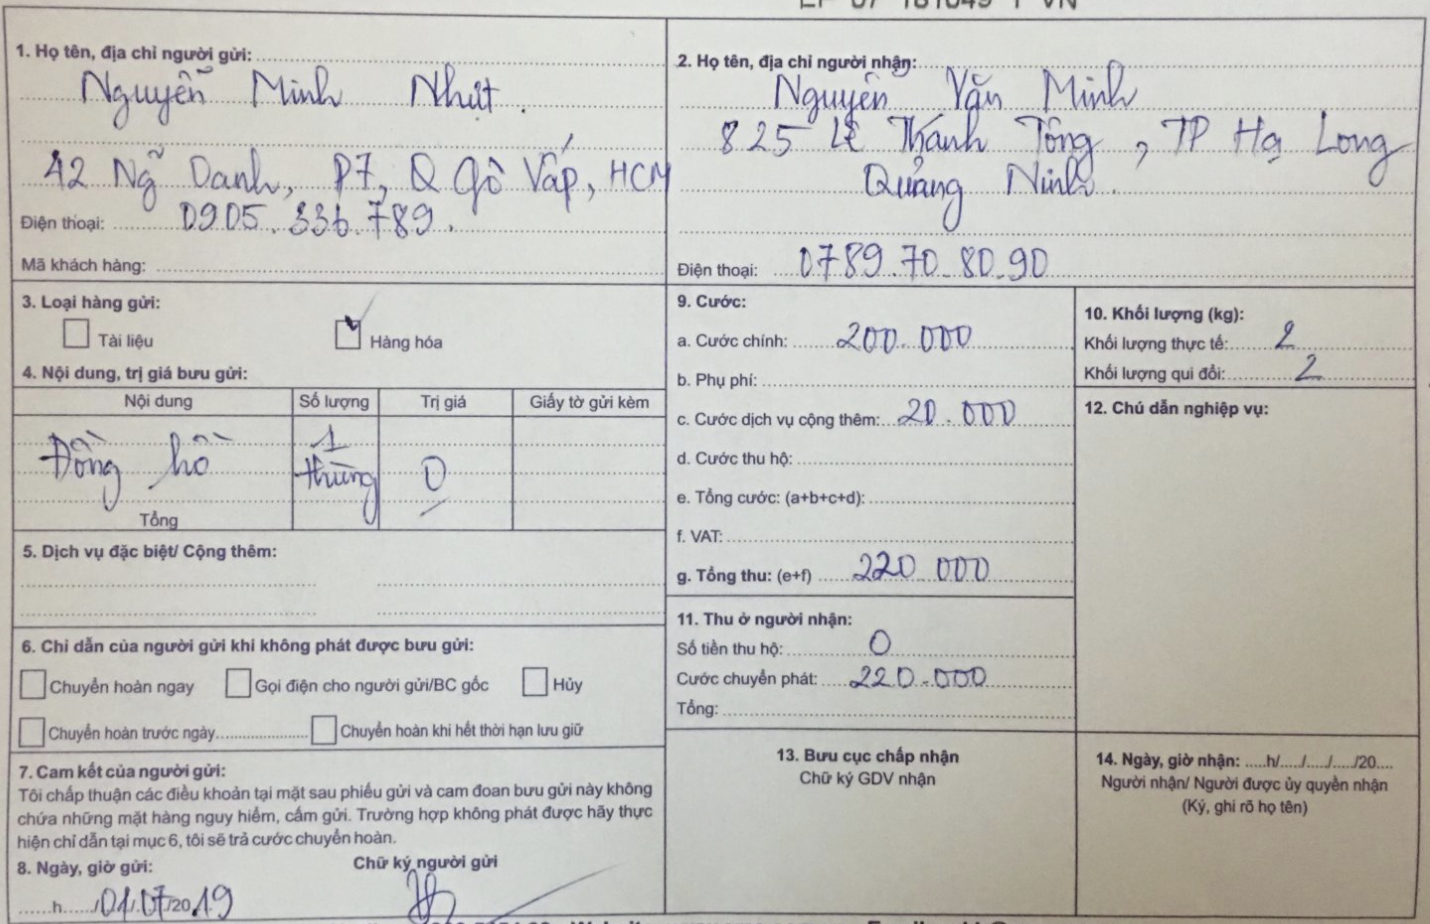 1. Họ tên, địa chỉ người gửi:
Nguyễn Minh Nhựt.
42 Ng Danh, P7, Q Gò Vấp, HCM
Điện thoại: 0905.336.789.
Mã khách hàng:
2. Họ tên, địa chỉ người nhận:
Nguyễn Văn Minh
825 Lê Thánh Tông, TP Hạ Long
Quảng Ninh.
Điện thoại: 0789.70.80.90
3. Loại hàng gửi:
Tài liệu Hàng hóa
4. Nội dung, trị giá bưu gửi:
Nội dung Số lượng Trị giá Giấy tờ gửi kèm
Đồng hồ 1 thùng 0
Tổng
5. Dịch vụ đặc biệt/ Cộng thêm:
6. Chỉ dẫn của người gửi khi không phát được bưu gửi:
Chuyển hoàn ngay Gọi điện cho người gửi/BC gốc Hủy
Chuyển hoàn trước ngày Chuyển hoàn khi hết thời hạn lưu giữ
7. Cam kết của người gửi:
Tôi chấp thuận các điều khoản tại mặt sau phiếu gửi và cam đoan bưu gửi này không
chứa những mặt hàng nguy hiểm, cấm gửi. Trường hợp không phát được hãy thực
hiện chỉ dẫn tại mục 6, tôi sẽ trả cước chuyển hoàn.
8. Ngày, giờ gửi: Chữ ký người gửi
......h....../01/07/2019
9. Cước:
a. Cước chính: 200.000
b. Phụ phí:
c. Cước dịch vụ cộng thêm: 20.000
d. Cước thu hộ:
e. Tổng cước: (a+b+c+d):
f. VAT:
g. Tổng thu: (e+f) 220 000
10. Khối lượng (kg):
Khối lượng thực tế: 2
Khối lượng qui đổi: 2
11. Thu ở người nhận:
Số tiền thu hộ: 0
Cước chuyển phát: 220.000
Tổng:
12. Chú dẫn nghiệp vụ:
13. Bưu cục chấp nhận
Chữ ký GDV nhận
14. Ngày, giờ nhận: .....h/...../...../...../20....
Người nhận/ Người được ủy quyền nhận
(Ký, ghi rõ họ tên)